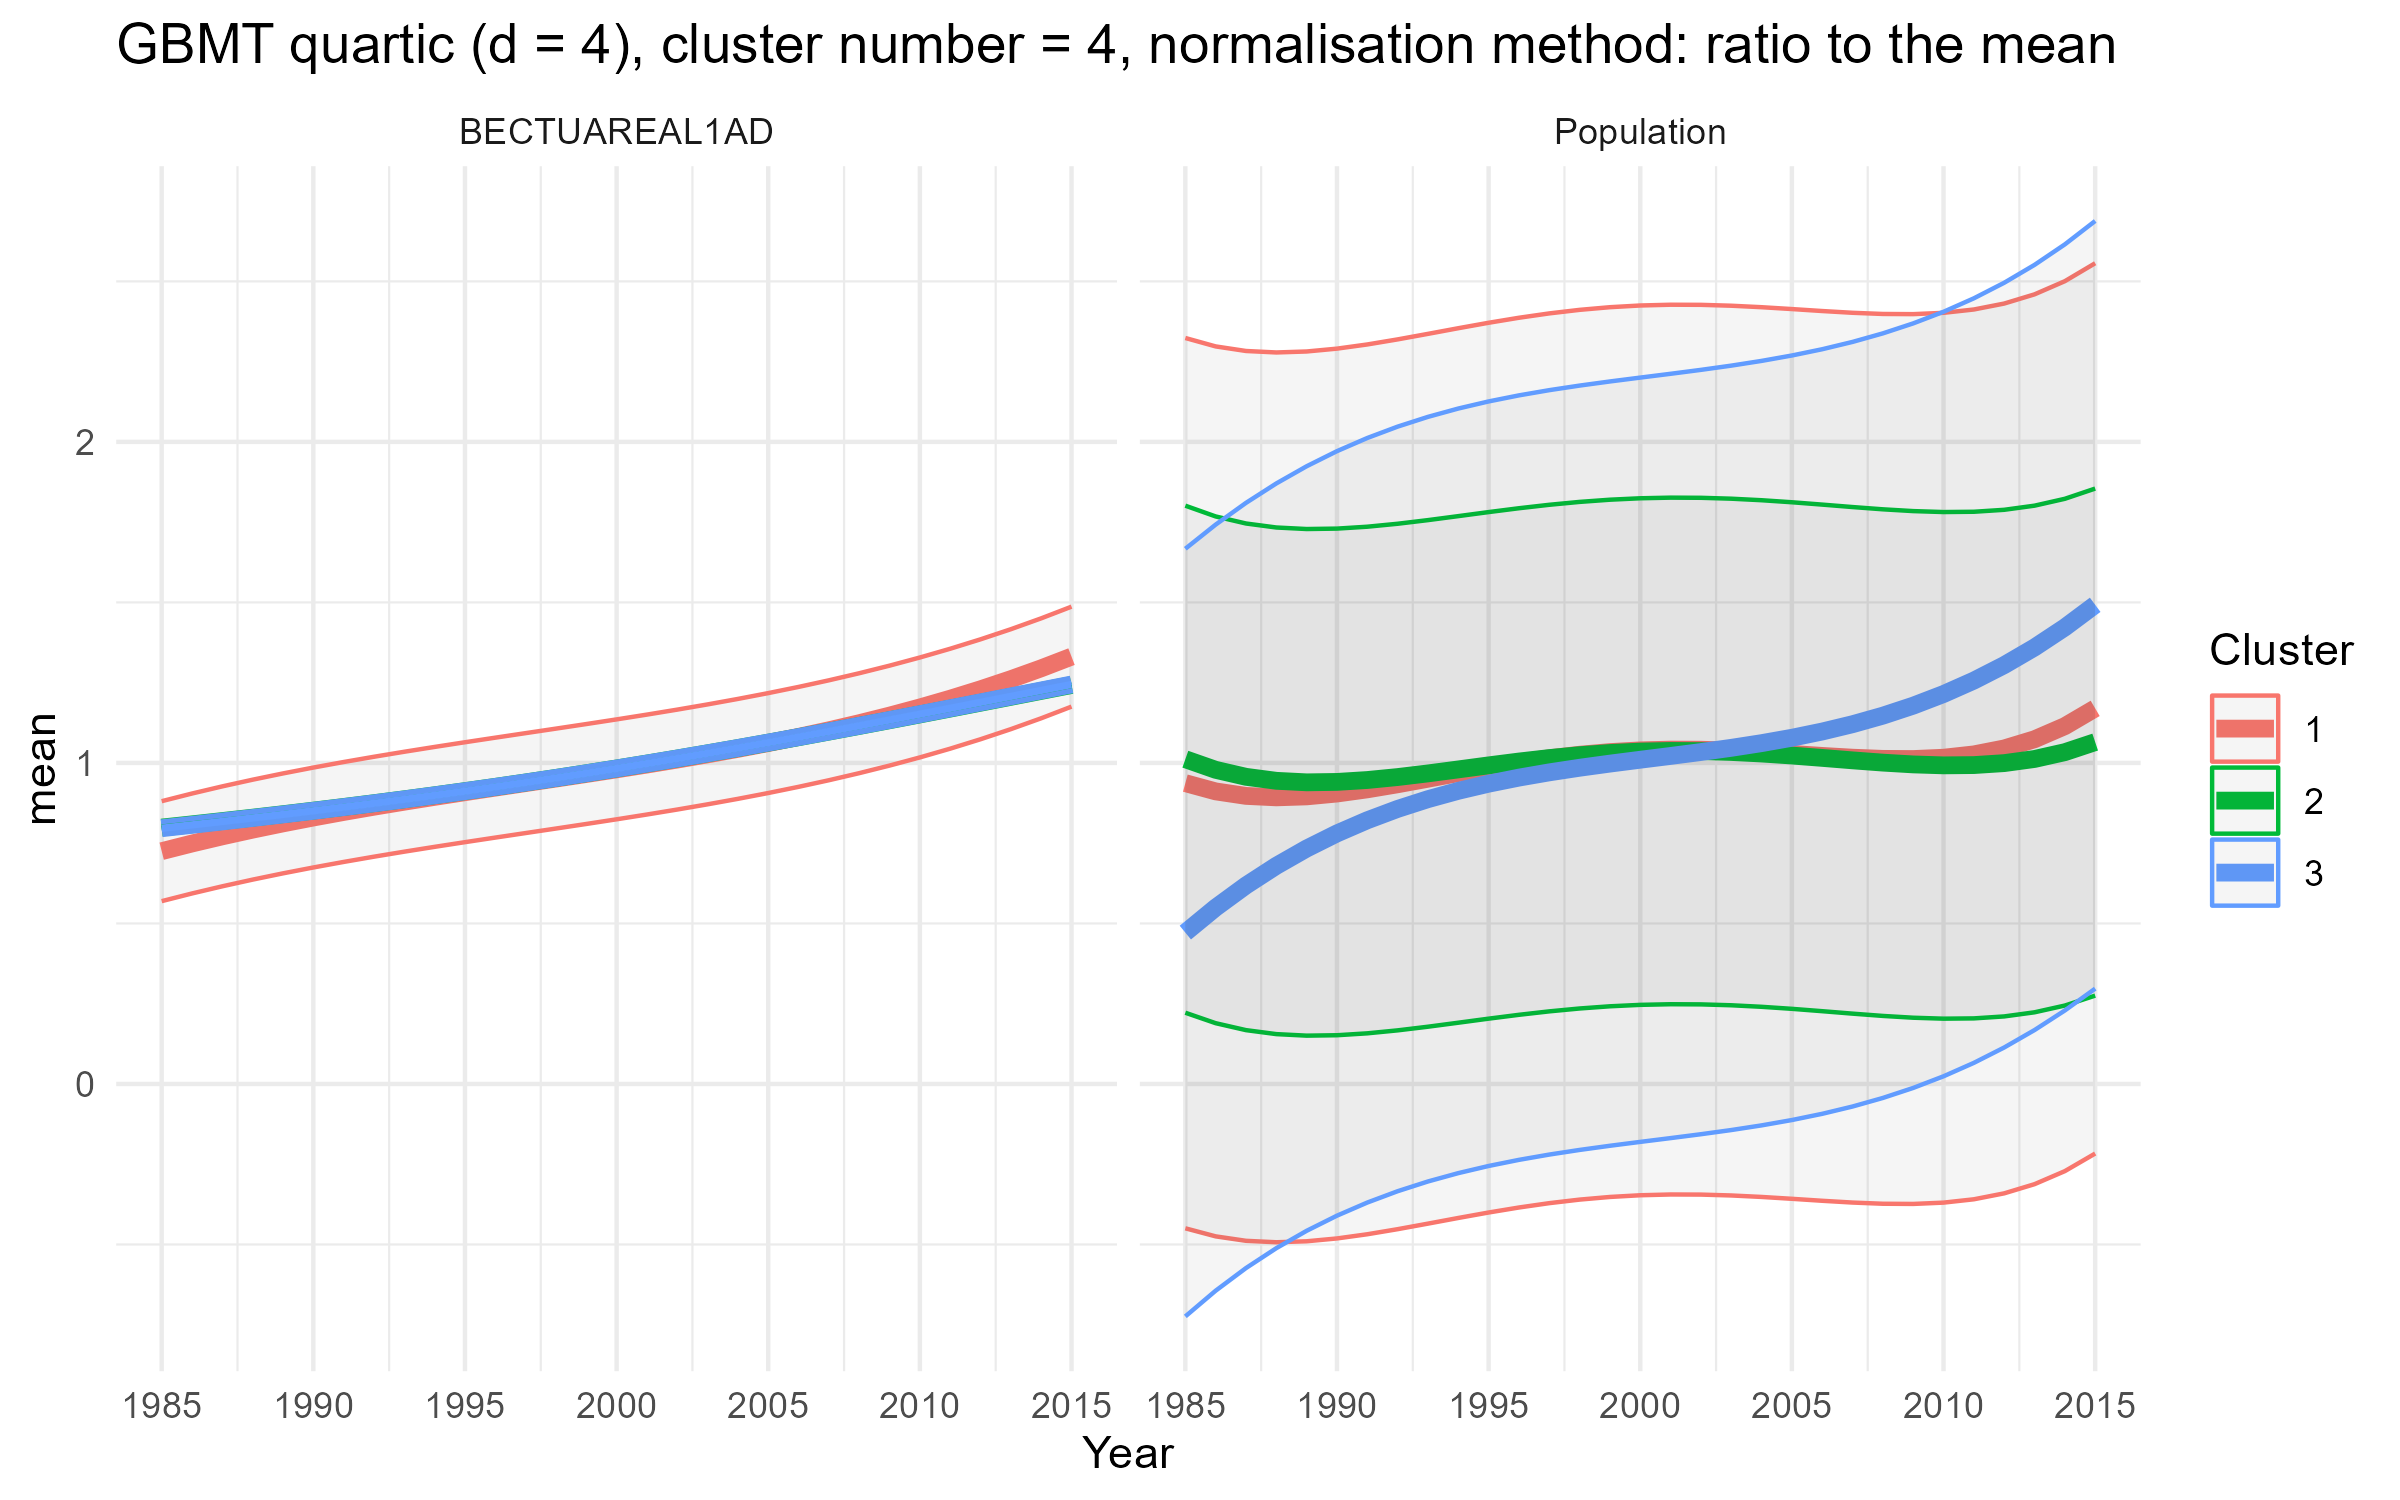 GBMT quartic (d = 4), cluster number = 4, normalisation method: ratio to the mean
BECTUAREAL1AD
Population
mean
2
1
0
1985 1990 1995 2000 2005 2010 2015
1985 1990 1995 2000 2005 2010 2015
Year
Cluster
1
2
3